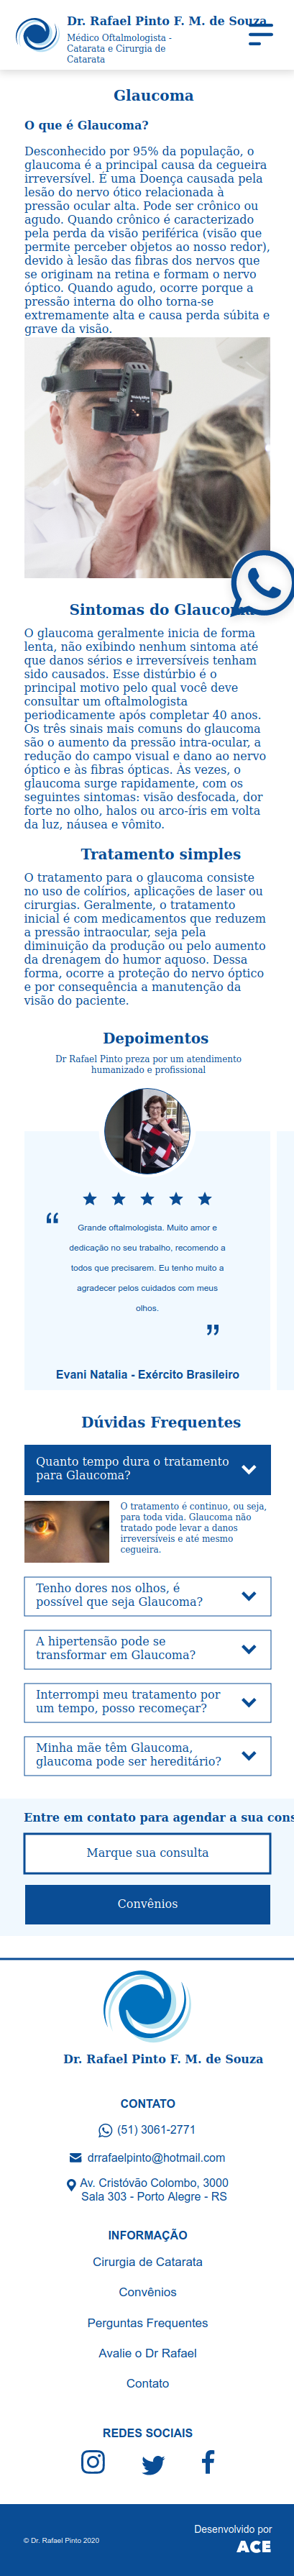 Dr. Rafael Pinto F. M. de Souza
Médico Oftalmologista -
Catarata e Cirurgia de
Catarata
Glaucoma
O que é Glaucoma?
Desconhecido por 95% da população, o
glaucoma é a principal causa da cegueira
irreversível. É uma Doença causada pela
lesão do nervo ótico relacionada à
pressão ocular alta. Pode ser crônico ou
agudo. Quando crônico é caracterizado
pela perda da visão periférica (visão que
permite perceber objetos ao nosso redor),
devido à lesão das fibras dos nervos que
se originam na retina e formam o nervo
óptico. Quando agudo, ocorre porque a
pressão interna do olho torna-se
extremamente alta e causa perda súbita e
grave da visão.
Sintomas do Glaucoma
O glaucoma geralmente inicia de forma
lenta, não exibindo nenhum sintoma até
que danos sérios e irreversíveis tenham
sido causados. Esse distúrbio é o
principal motivo pelo qual você deve
consultar um oftalmologista
periodicamente após completar 40 anos.
Os três sinais mais comuns do glaucoma
são o aumento da pressão intra-ocular, a
redução do campo visual e dano ao nervo
óptico e às fibras ópticas. Às vezes, o
glaucoma surge rapidamente, com os
seguintes sintomas: visão desfocada, dor
forte no olho, halos ou arco-íris em volta
da luz, náusea e vômito.
Tratamento simples
O tratamento para o glaucoma consiste
no uso de colírios, aplicações de laser ou
cirurgias. Geralmente, o tratamento
inicial é com medicamentos que reduzem
a pressão intraocular, seja pela
diminuição da produção ou pelo aumento
da drenagem do humor aquoso. Dessa
forma, ocorre a proteção do nervo óptico
e por consequência a manutenção da
visão do paciente.
Depoimentos
Dr Rafael Pinto preza por um atendimento
humanizado e profissional
“
Grande oftalmologista. Muito amor e
dedicação no seu trabalho, recomendo a
todos que precisarem. Eu tenho muito a
agradecer pelos cuidados com meus
olhos.
”
Evani Natalia - Exército Brasileiro
Dúvidas Frequentes
Quanto tempo dura o tratamento
para Glaucoma?
O tratamento é contínuo, ou seja,
para toda vida. Glaucoma não
tratado pode levar a danos
irreversíveis e até mesmo
cegueira.
Tenho dores nos olhos, é
possível que seja Glaucoma?
A hipertensão pode se
transformar em Glaucoma?
Interrompi meu tratamento por
um tempo, posso recomeçar?
Minha mãe têm Glaucoma,
glaucoma pode ser hereditário?
Entre em contato para agendar a sua cons
Marque sua consulta
Convênios
Dr. Rafael Pinto F. M. de Souza
CONTATO
(51) 3061-2771
drrafaelpinto@hotmail.com
Av. Cristóvão Colombo, 3000
Sala 303 - Porto Alegre - RS
INFORMAÇÃO
Cirurgia de Catarata
Convênios
Perguntas Frequentes
Avalie o Dr Rafael
Contato
REDES SOCIAIS
Desenvolvido por
© Dr. Rafael Pinto 2020
ACE